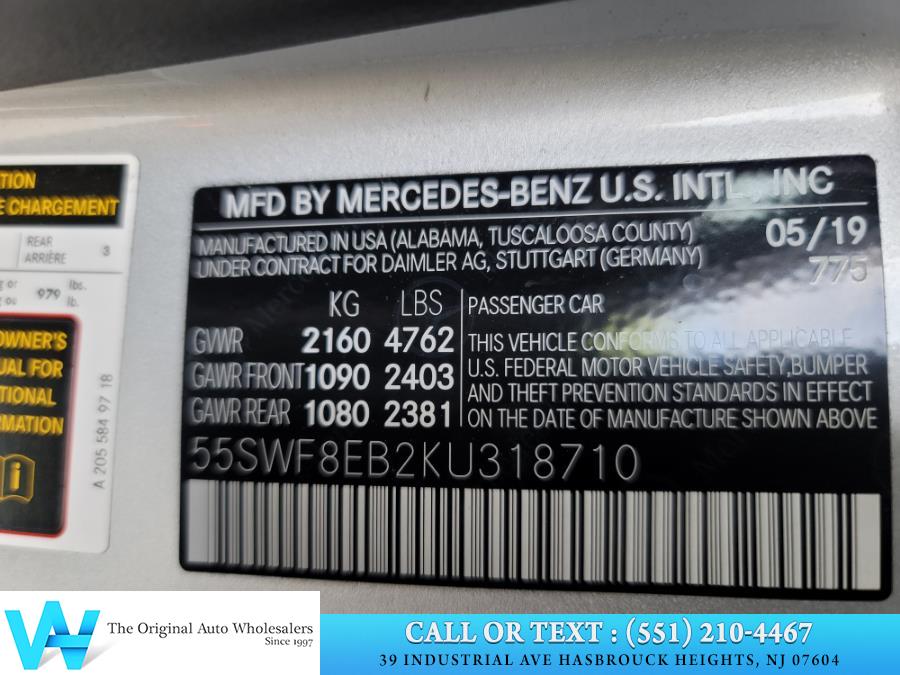 TION
E CHARGEMENT
REAR
ARRIÈRE 3
979 lbs.
lb.
OWNER'S
UAL FOR
TIONAL
RMATION
A 205 584 97 18
MFD BY MERCEDES-BENZ U.S. INTL., INC
MANUFACTURED IN USA (ALABAMA, TUSCALOOSA COUNTY) 05/19
UNDER CONTRACT FOR DAIMLER AG, STUTTGART (GERMANY) 775
KG LBS PASSENGER CAR
GVWR 2160 4762
GAWR FRONT 1090 2403
GAWR REAR 1080 2381
THIS VEHICLE CONFORMS TO ALL APPLICABLE
U.S. FEDERAL MOTOR VEHICLE SAFETY,BUMPER
AND THEFT PREVENTION STANDARDS IN EFFECT
ON THE DATE OF MANUFACTURE SHOWN ABOVE
55SWF8EB2KU318710
The Original Auto Wholesalers
Since 1997
CALL OR TEXT : (551) 210-4467
39 INDUSTRIAL AVE HASBROUCK HEIGHTS, NJ 07604